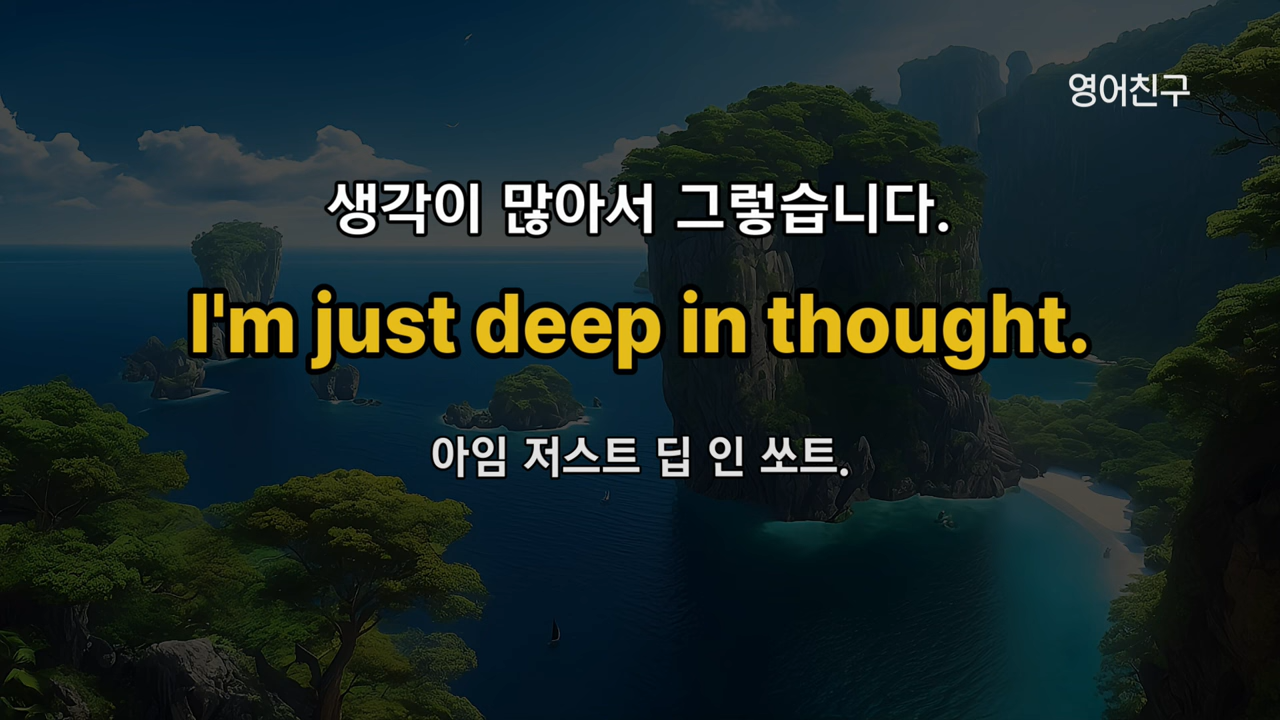 영어친구
생각이 많아서 그렇습니다.
I'm just deep in thought.
아임 저스트 딥 인 쏘트.